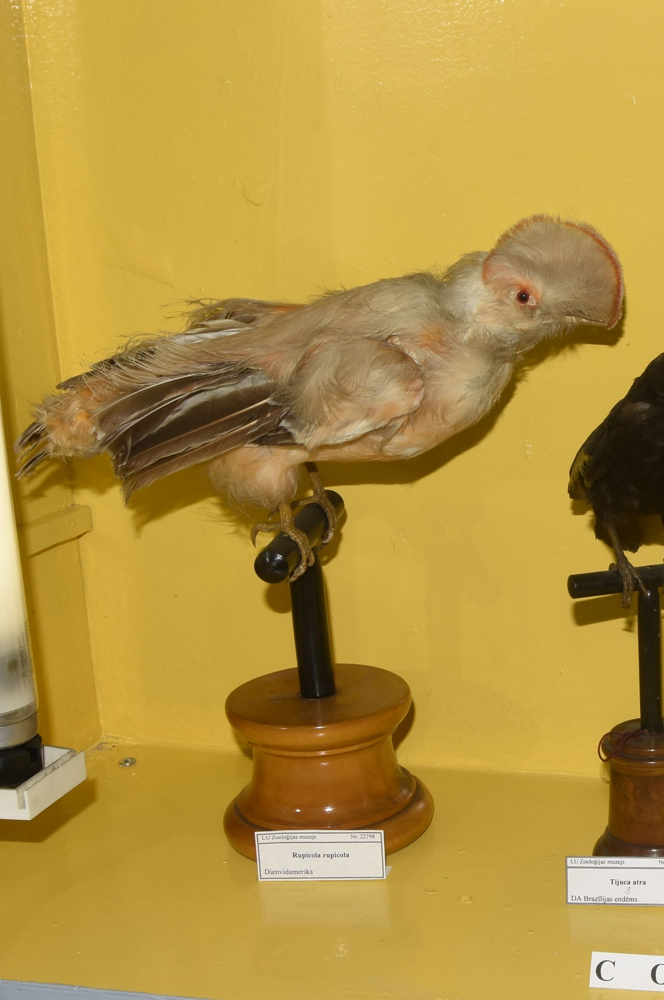 LU Zooloģijas muzejs Nr. 22798
Rupicola rupicola
Dienvidamerika
LU Zooloģijas muzejs
Tijuca atra
♂
DA Brazīlijas endēms
C